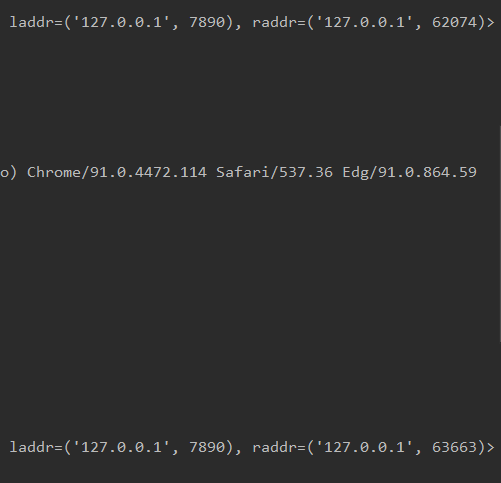 laddr=('127.0.0.1', 7890), raddr=('127.0.0.1', 62074)>
o) Chrome/91.0.4472.114 Safari/537.36 Edg/91.0.864.59
laddr=('127.0.0.1', 7890), raddr=('127.0.0.1', 63663)>